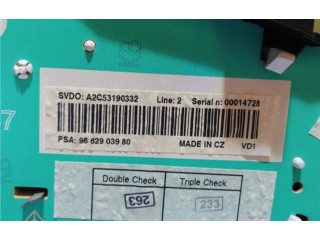 SVDO: A2C53190332 Line: 2 Serial n: 00014728
PSA: 96 629 039 80 MADE IN CZ VD1
Double Check Triple Check
263 233
7